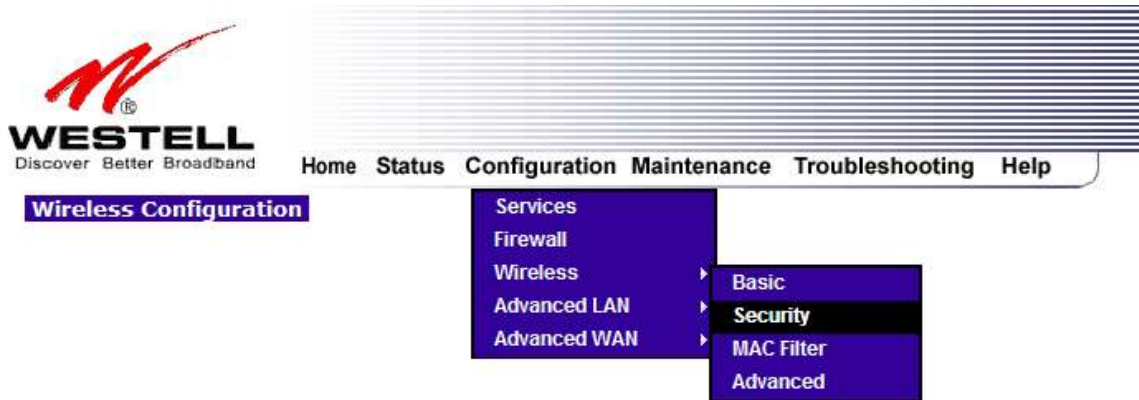 ®
WESTELL
Discover Better Broadband
Home Status Configuration Maintenance Troubleshooting Help
Wireless Configuration
Services
Firewall
Wireless
Advanced LAN
Advanced WAN
Basic
Security
MAC Filter
Advanced